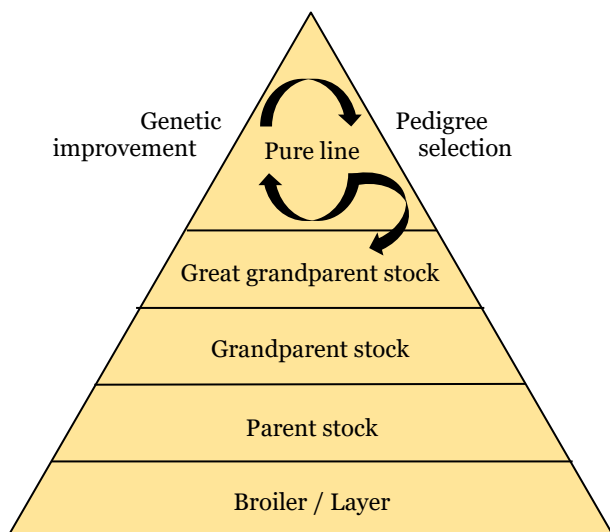 Genetic
improvement
Pedigree
selection
Pure line
Great grandparent stock
Grandparent stock
Parent stock
Broiler / Layer